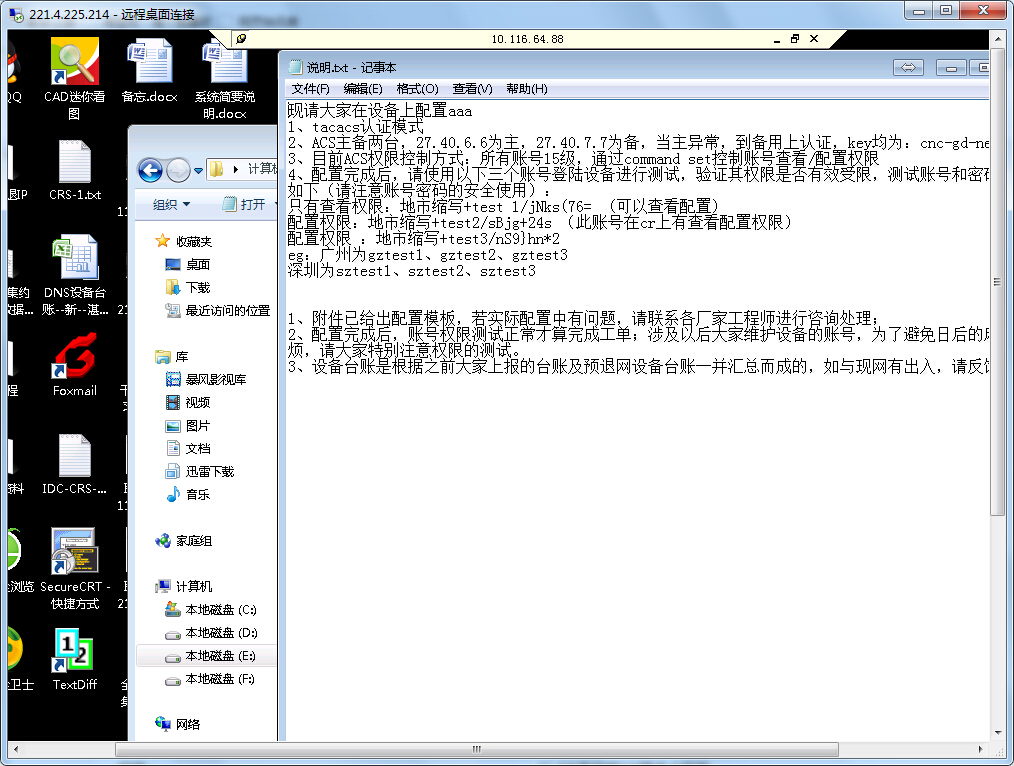 221.4.225.214 - 远程桌面连接
10.116.64.88
QQ
CAD迷你看图
备忘.docx
系统简要说明.docx
CRS-1.txt
DNS设备台账--新--湛...
Foxmail
IDC-CRS-...
SecureCRT - 快捷方式
TextDiff
计算机
组织
打开
收藏夹
桌面
下载
最近访问的位置
库
暴风影视库
视频
图片
文档
迅雷下载
音乐
家庭组
计算机
本地磁盘 (C:)
本地磁盘 (D:)
本地磁盘 (E:)
本地磁盘 (F:)
网络
说明.txt - 记事本
文件(F) 编辑(E) 格式(O) 查看(V) 帮助(H)
现请大家在设备上配置aaa
1、tacacs认证模式
2、ACS主备两台，27.40.6.6为主，27.40.7.7为备，当主异常，到备用上认证，key均为：cnc-gd-ne
3、目前ACS权限控制方式：所有账号15级，通过command set控制账号查看/配置权限
4、配置完成后，请使用以下三个账号登陆设备进行测试，验证其权限是否有效受限，测试账号和密码
如下（请注意账号密码的安全使用）：
只有查看权限：地市缩写+test 1/jNks(76= （可以查看配置）
配置权限：地市缩写+test2/sBjg+24s （此账号在cr上有查看配置权限）
配置权限 ：地市缩写+test3/nS9}hn*2
eg：广州为gztest1、gztest2、gztest3
深圳为sztest1、sztest2、sztest3
1、附件已给出配置模板，若实际配置中有问题，请联系各厂家工程师进行咨询处理；
2、配置完成后，账号权限测试正常才算完成工单；涉及以后大家维护设备的账号，为了避免日后的
烦，请大家特别注意权限的测试。
3、设备台账是根据之前大家上报的台账及预退网设备台账一并汇总而成的，如与现网有出入，请反馈